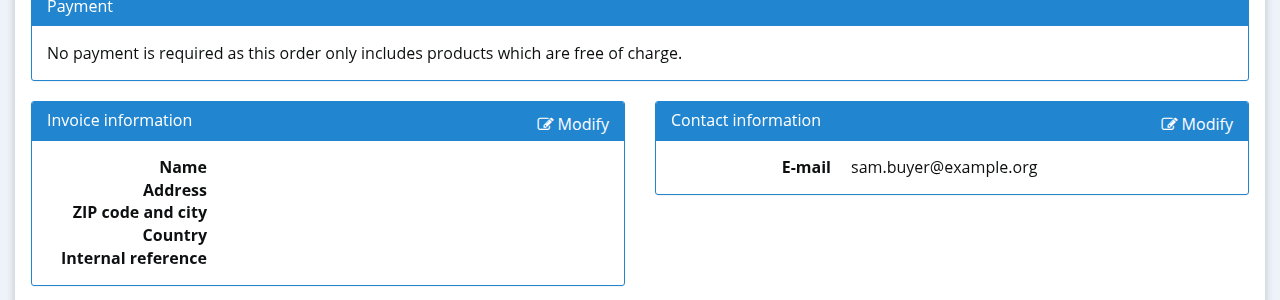 Payment
No payment is required as this order only includes products which are free of charge.
Invoice information
Modify
Name
Address
ZIP code and city
Country
Internal reference
Contact information
Modify
E-mail sam.buyer@example.org